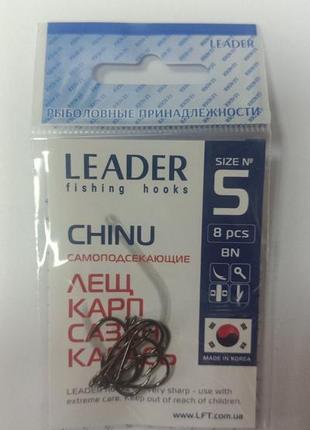 LEADER
РЫБОЛОВНЫЕ ПРИНАДЛЕЖНОСТИ
LEADER
fishing hooks
SIZE №
5
8 pcs
BN
CHINU
САМОПОДСЕКАЮЩИЕ
ЛЕЩ
КАРП
MADE IN KOREA
very sharp - use with
extreme care. Keep out of reach of children.
www.LFT.com.ua